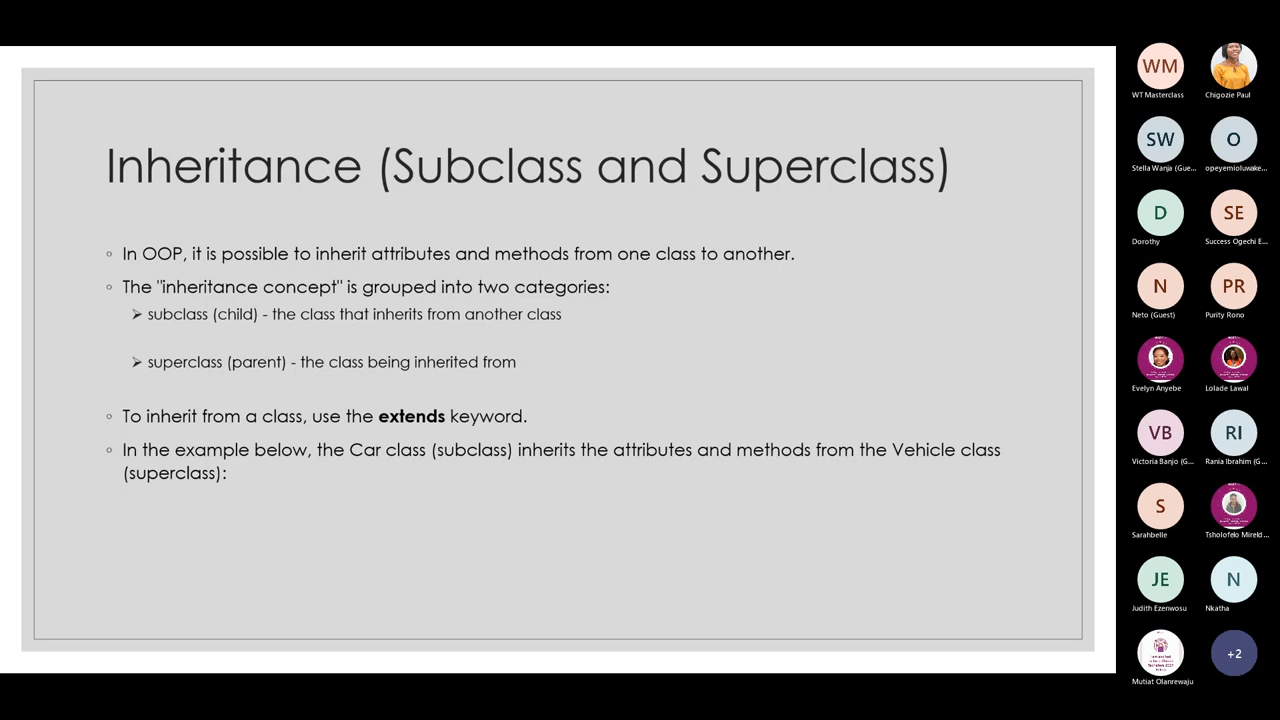 Inheritance (Subclass and Superclass)
In OOP, it is possible to inherit attributes and methods from one class to another.
The "inheritance concept" is grouped into two categories:
subclass (child) - the class that inherits from another class
superclass (parent) - the class being inherited from
To inherit from a class, use the extends keyword.
In the example below, the Car class (subclass) inherits the attributes and methods from the Vehicle class
(superclass):
WM
WT Masterclass
Chigozie Paul
SW
Stella Wanja (Gue...
O
opeyemioluwake...
D
Dorothy
SE
Success Ogechi E...
N
Neto (Guest)
PR
Purity Rono
Evelyn Anyebe
Lolade Lawal
VB
Victoria Banjo (G...
RI
Rania Ibrahim (G...
S
Sarahbelle
Tsholofelo Mireld...
JE
Judith Ezenwosu
N
Nkatha
Mutiat Olanrewaju
+2